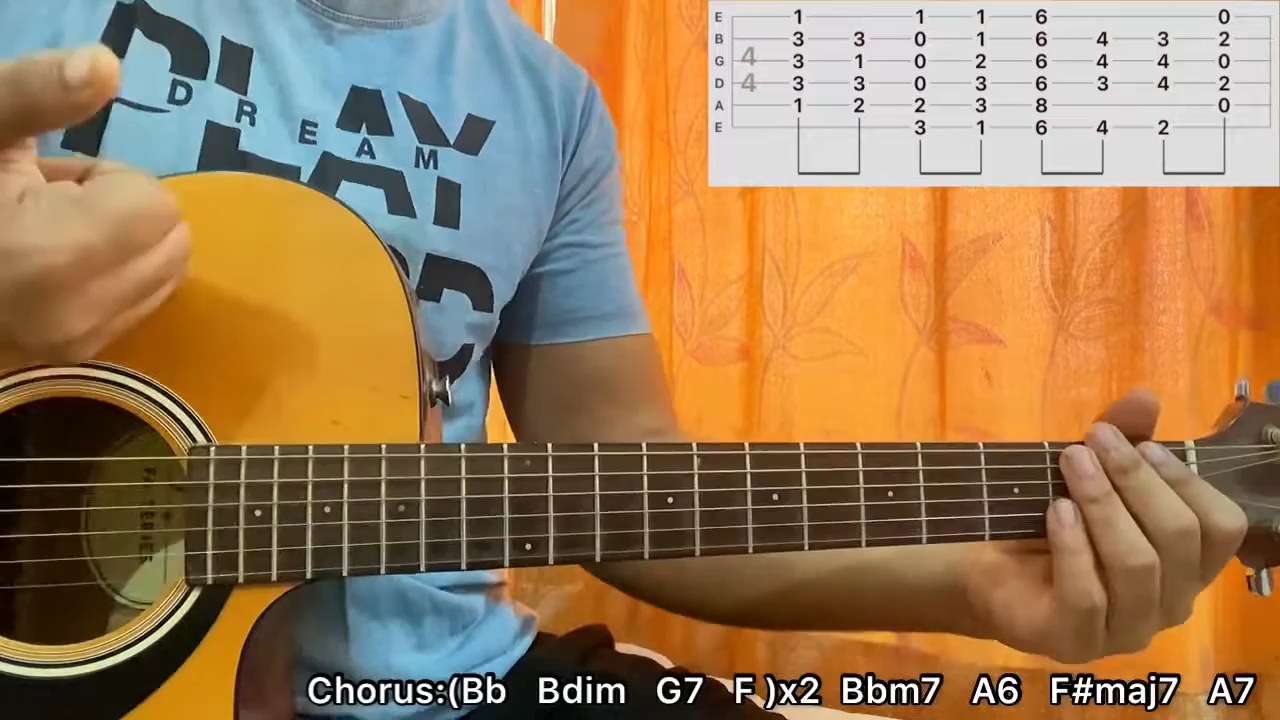 E 1 1 1 6 0
B 3 3 0 1 6 4 3 2
G 4 3 1 0 2 6 4 4 0
D 4 3 3 0 3 6 3 4 2
A 1 2 2 3 8 0
E 3 1 6 4 2
PLAY
DREAM
Chorus:(Bb Bdim G7 F )x2 Bbm7 A6 F#maj7 A7